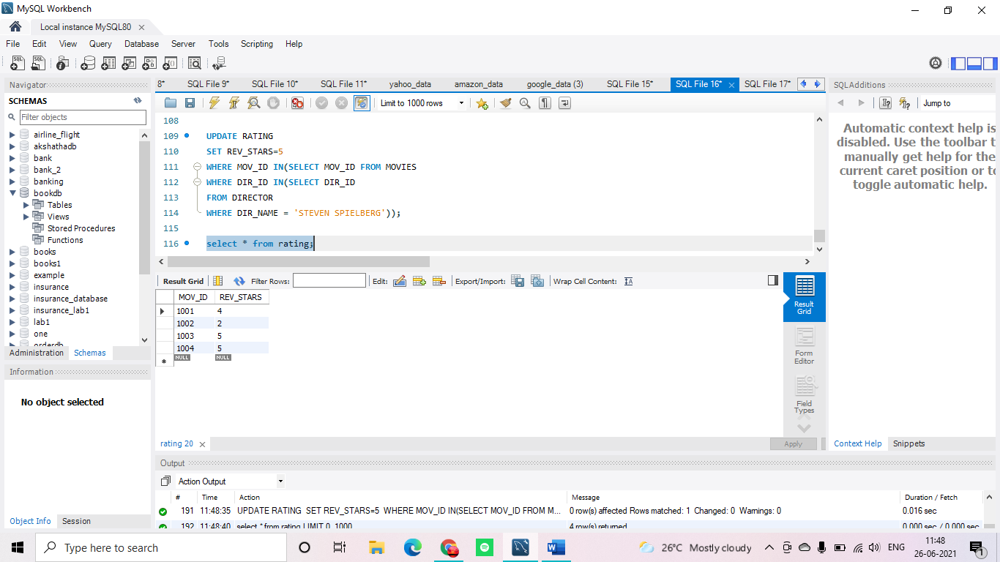 MySQL Workbench
Local instance MySQL80
File Edit View Query Database Server Tools Scripting Help
Navigator
SCHEMAS
Filter objects
airline_flight
akshathadb
bank
bank_2
banking
bookdb
Tables
Views
Stored Procedures
Functions
books
books1
example
insurance
insurance_database
insurance_lab1
lab1
one
orderdb
Administration Schemas
Information
No object selected
Object Info Session
8* SQL File 9* SQL File 10* SQL File 11* yahoo_data amazon_data google_data (3) SQL File 15* SQL File 16* SQL File 17*
Limit to 1000 rows
108
109 UPDATE RATING
110 SET REV_STARS=5
111 WHERE MOV_ID IN(SELECT MOV_ID FROM MOVIES
112 WHERE DIR_ID IN(SELECT DIR_ID
113 FROM DIRECTOR
114 WHERE DIR_NAME = 'STEVEN SPIELBERG'));
115
116 select * from rating;
Result Grid Filter Rows: Edit: Export/Import: Wrap Cell Content:
MOV_ID REV_STARS
1001 4
1002 2
1003 5
1004 5
NULL NULL
Result
Grid
Form
Editor
Field
Types
rating 20
Apply
SQLAdditions
Jump to
Automatic context help is
disabled. Use the toolbar t
manually get help for the
current caret position or to
toggle automatic help.
Context Help Snippets
Output
Action Output
# Time Action Message Duration / Fetch
191 11:48:35 UPDATE RATING SET REV_STARS=5 WHERE MOV_ID IN(SELECT MOV_ID FROM M... 0 row(s) affected Rows matched: 1 Changed: 0 Warnings: 0 0.016 sec
192 11:48:40 select * from rating LIMIT 0, 1000 4 row(s) returned 0.000 sec / 0.000 sec
Type here to search
26°C Mostly cloudy
ENG
11:48
26-06-2021
1